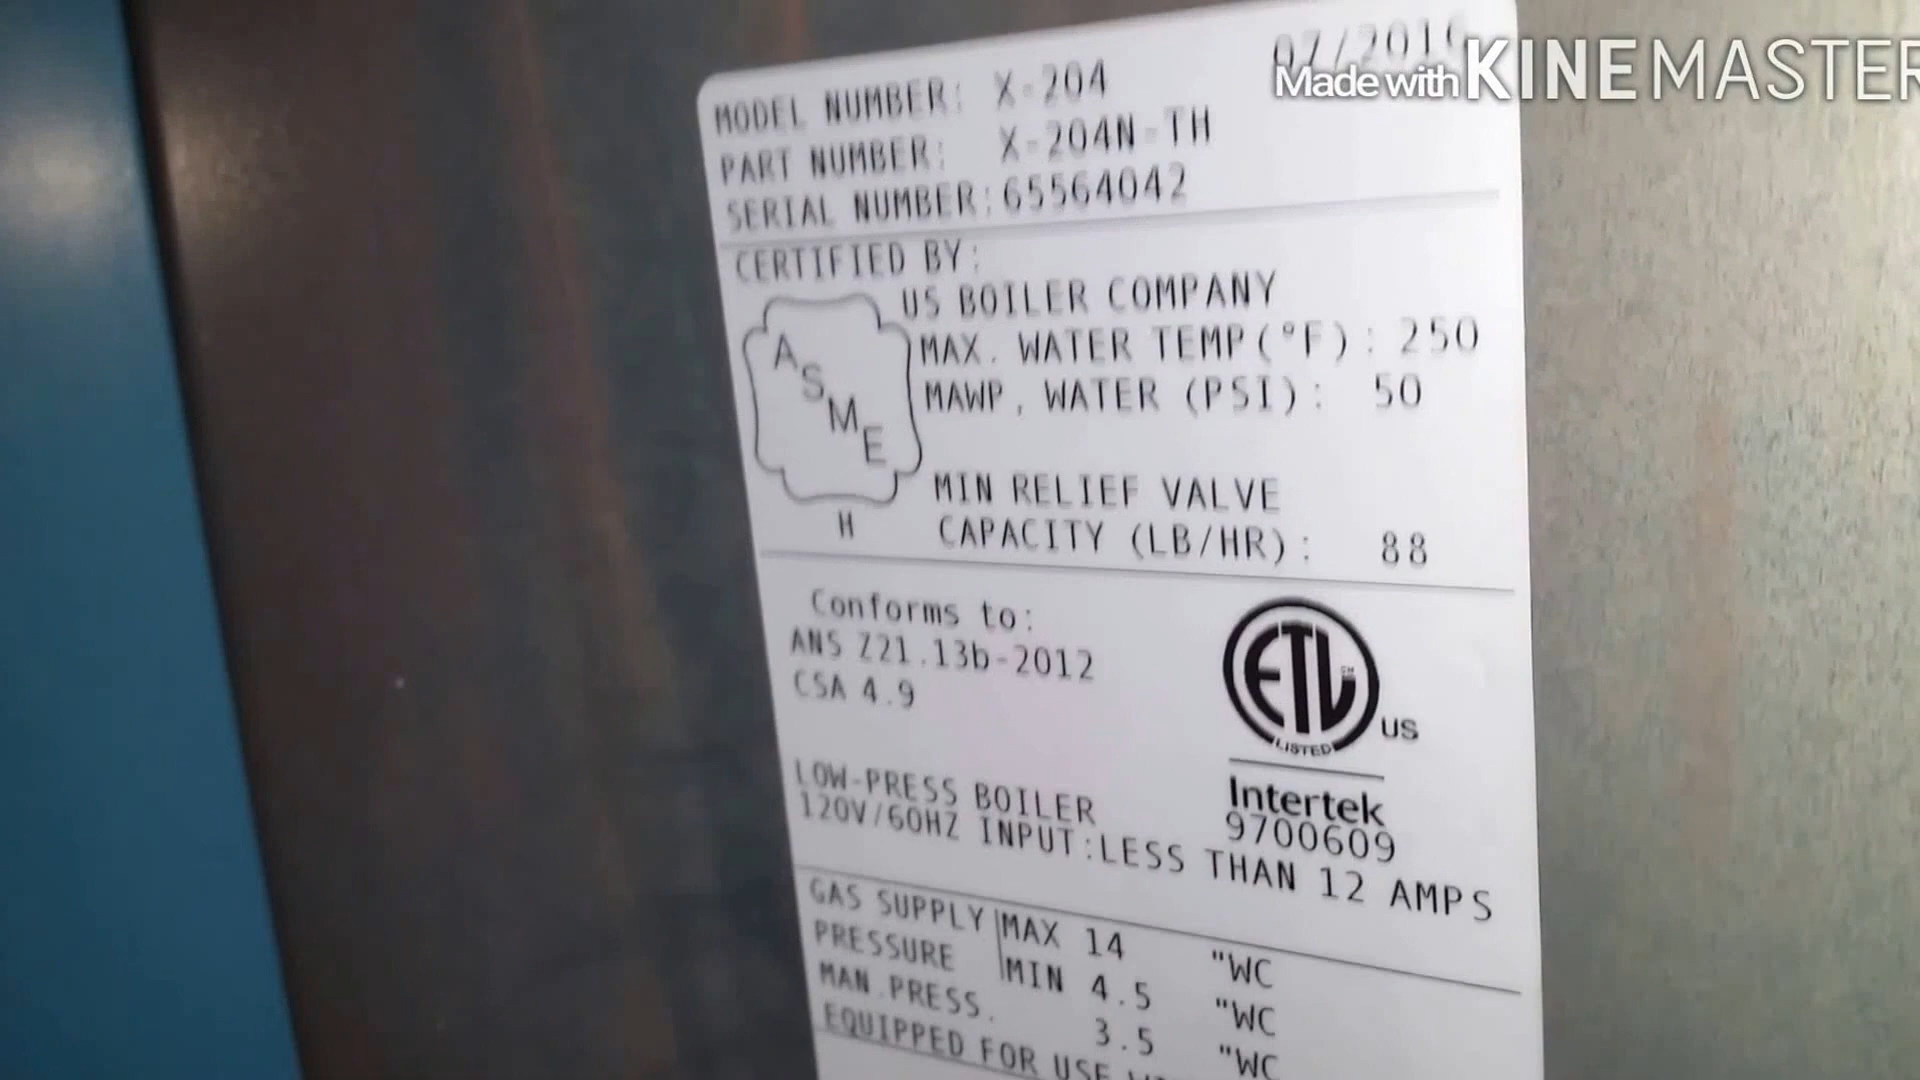 07/2016
Made with KINEMASTER
MODEL NUMBER: X-204
PART NUMBER: X-204N-TH
SERIAL NUMBER: 65564042
CERTIFIED BY:
US BOILER COMPANY
ASME
H
MAX. WATER TEMP(°F): 250
MAWP, WATER (PSI): 50
MIN RELIEF VALVE
CAPACITY (LB/HR): 88
Conforms to:
ANS Z21.13b-2012
CSA 4.9
ETL
CM
LISTED
US
Intertek
9700609
LOW-PRESS BOILER
120V/60HZ INPUT:LESS THAN 12 AMPS
GAS SUPPLY MAX 14 "WC
PRESSURE MIN 4.5 "WC
MAN.PRESS. 3.5 "WC
EQUIPPED FOR USE